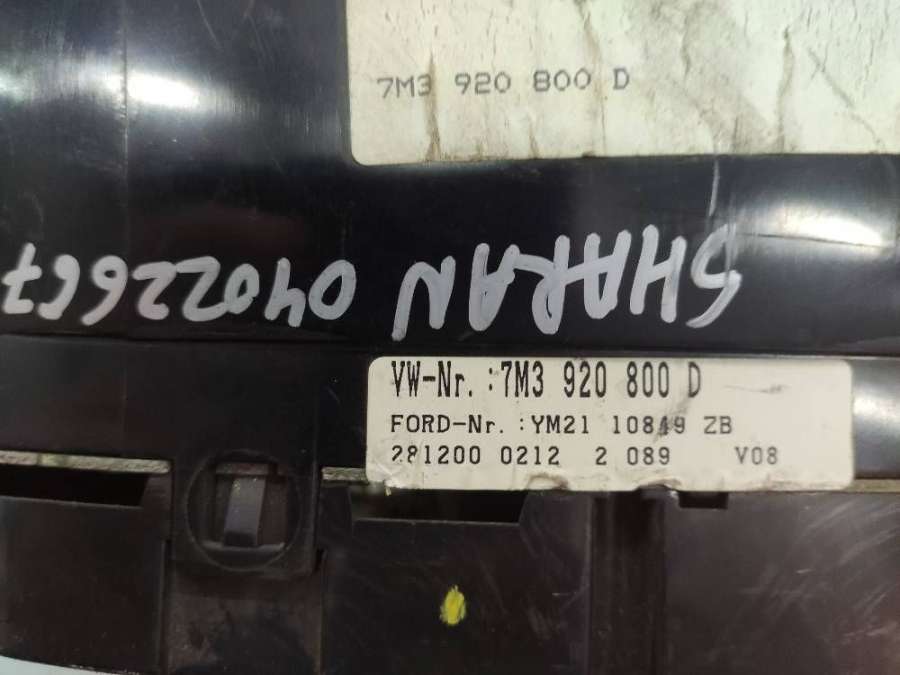 7M3 920 800 D
SHARAN 04022667
VW-Nr. :7M3 920 800 D
FORD-Nr. :YM21 10849 ZB
281200 0212 2 089 V08